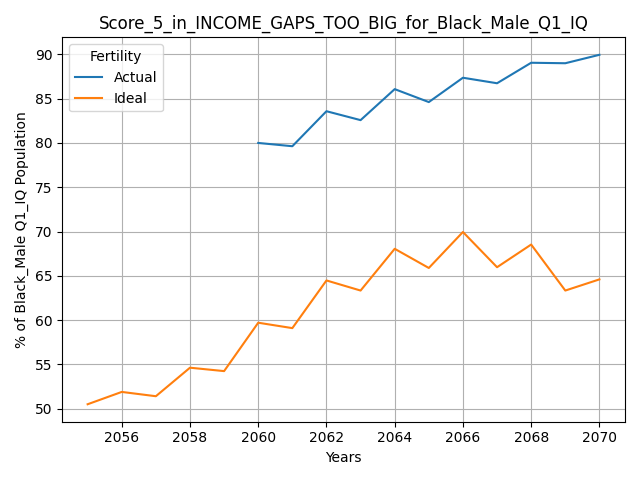 Score_5_in_INCOME_GAPS_TOO_BIG_for_Black_Male_Q1_IQ
Fertility
Actual
Ideal
% of Black_Male Q1_IQ Population
90
85
80
75
70
65
60
55
50
2056
2058
2060
2062
2064
2066
2068
2070
Years